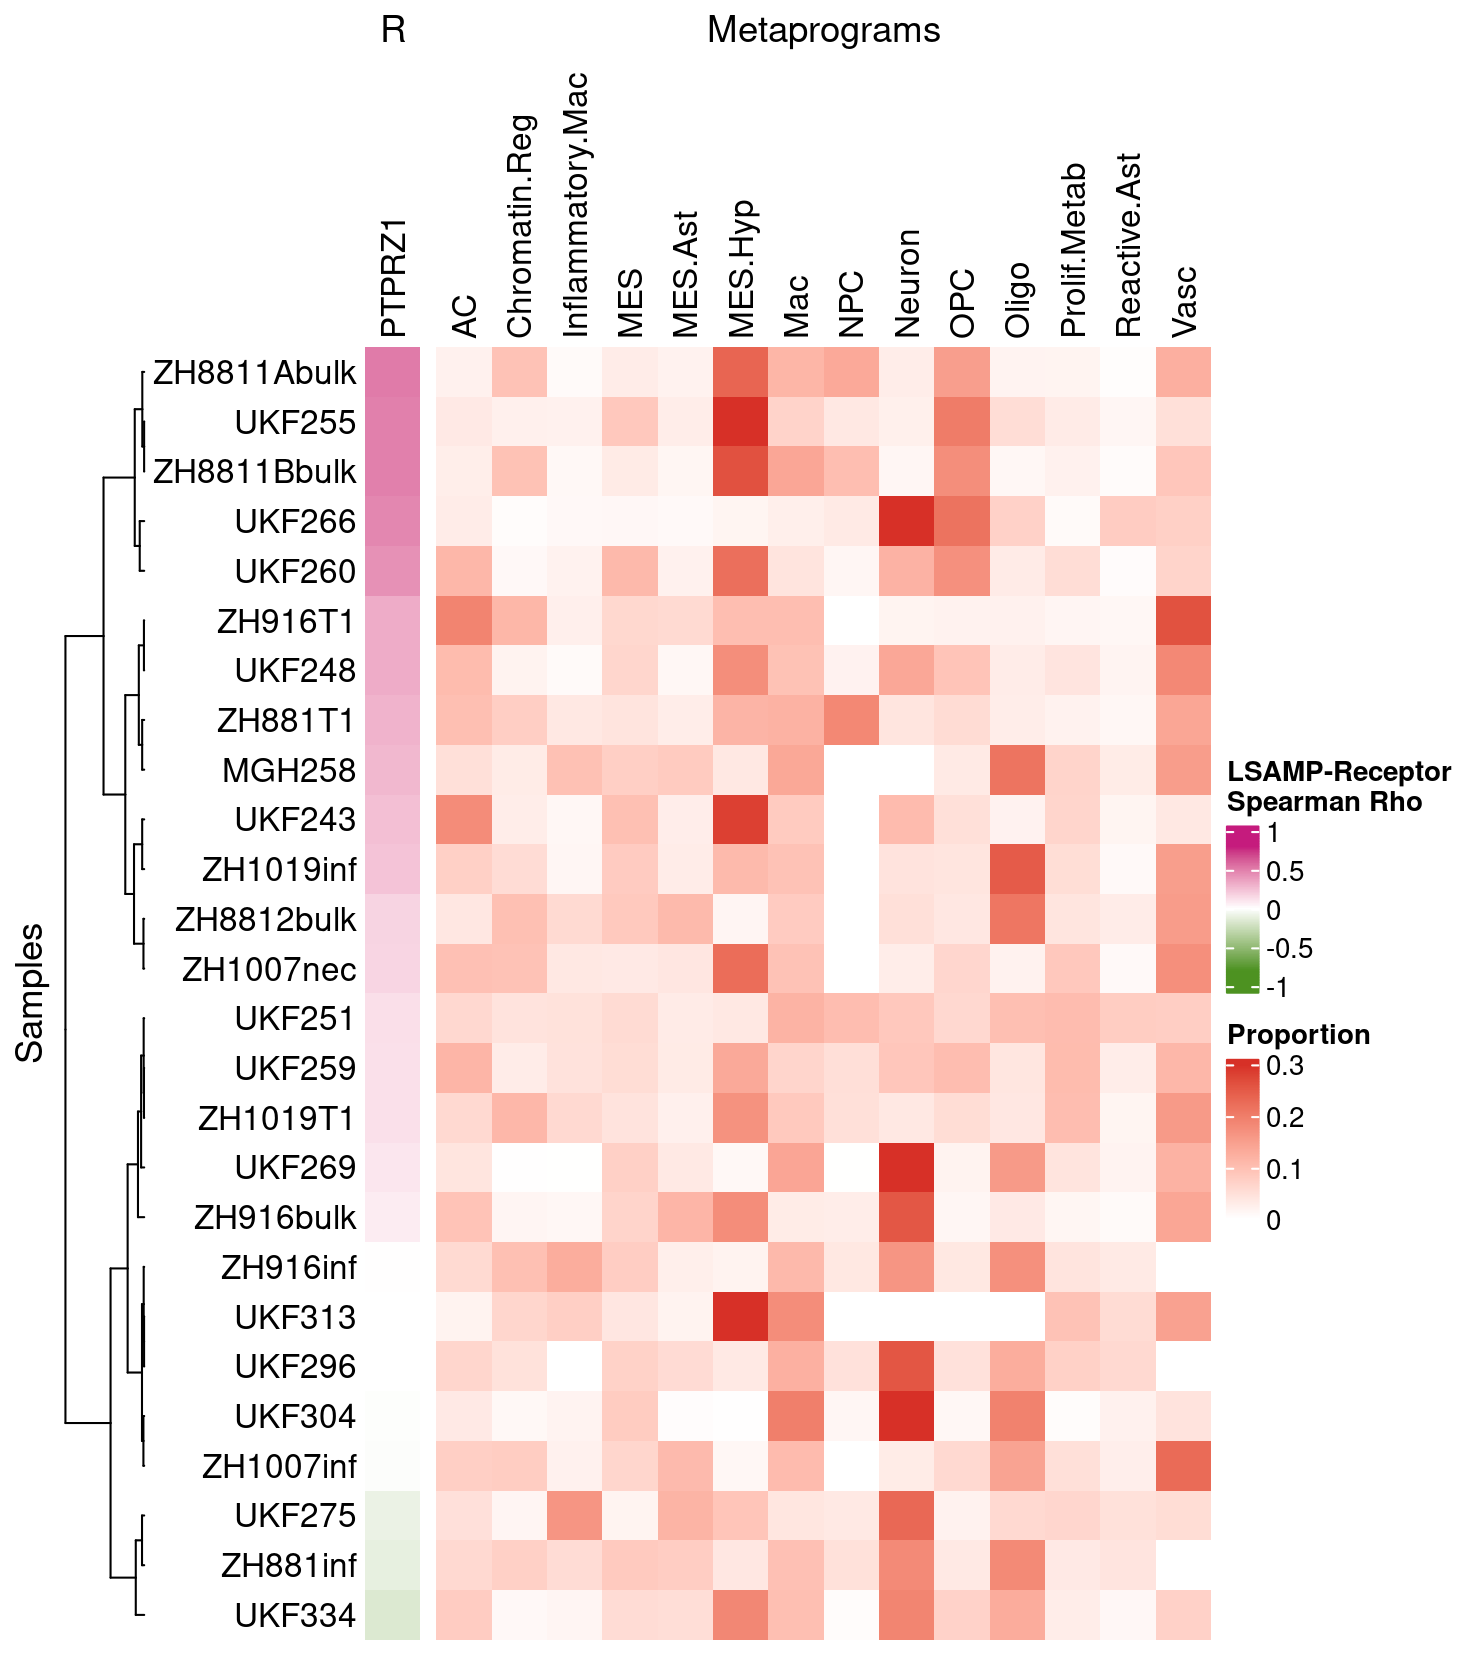 R
Metaprograms
PTPRZ1
AC
Chromatin.Reg
Inflammatory.Mac
MES
MES.Ast
MES.Hyp
Mac
NPC
Neuron
OPC
Oligo
Prolif.Metab
Reactive.Ast
Vasc
Samples
ZH8811Abulk
UKF255
ZH8811Bbulk
UKF266
UKF260
ZH916T1
UKF248
ZH881T1
MGH258
UKF243
ZH1019inf
ZH8812bulk
ZH1007nec
UKF251
UKF259
ZH1019T1
UKF269
ZH916bulk
ZH916inf
UKF313
UKF296
UKF304
ZH1007inf
UKF275
ZH881inf
UKF334
LSAMP-Receptor
Spearman Rho
1
0.5
0
-0.5
-1
Proportion
0.3
0.2
0.1
0